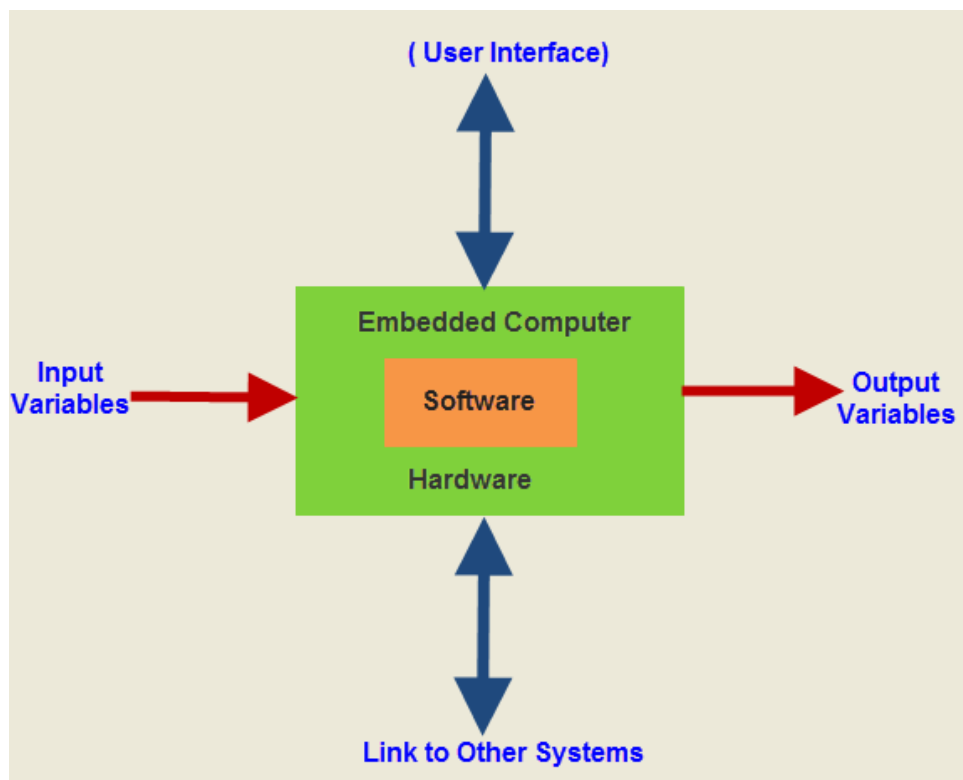 ( User Interface)
Embedded Computer
Input
Variables
Software
Output
Variables
Hardware
Link to Other Systems